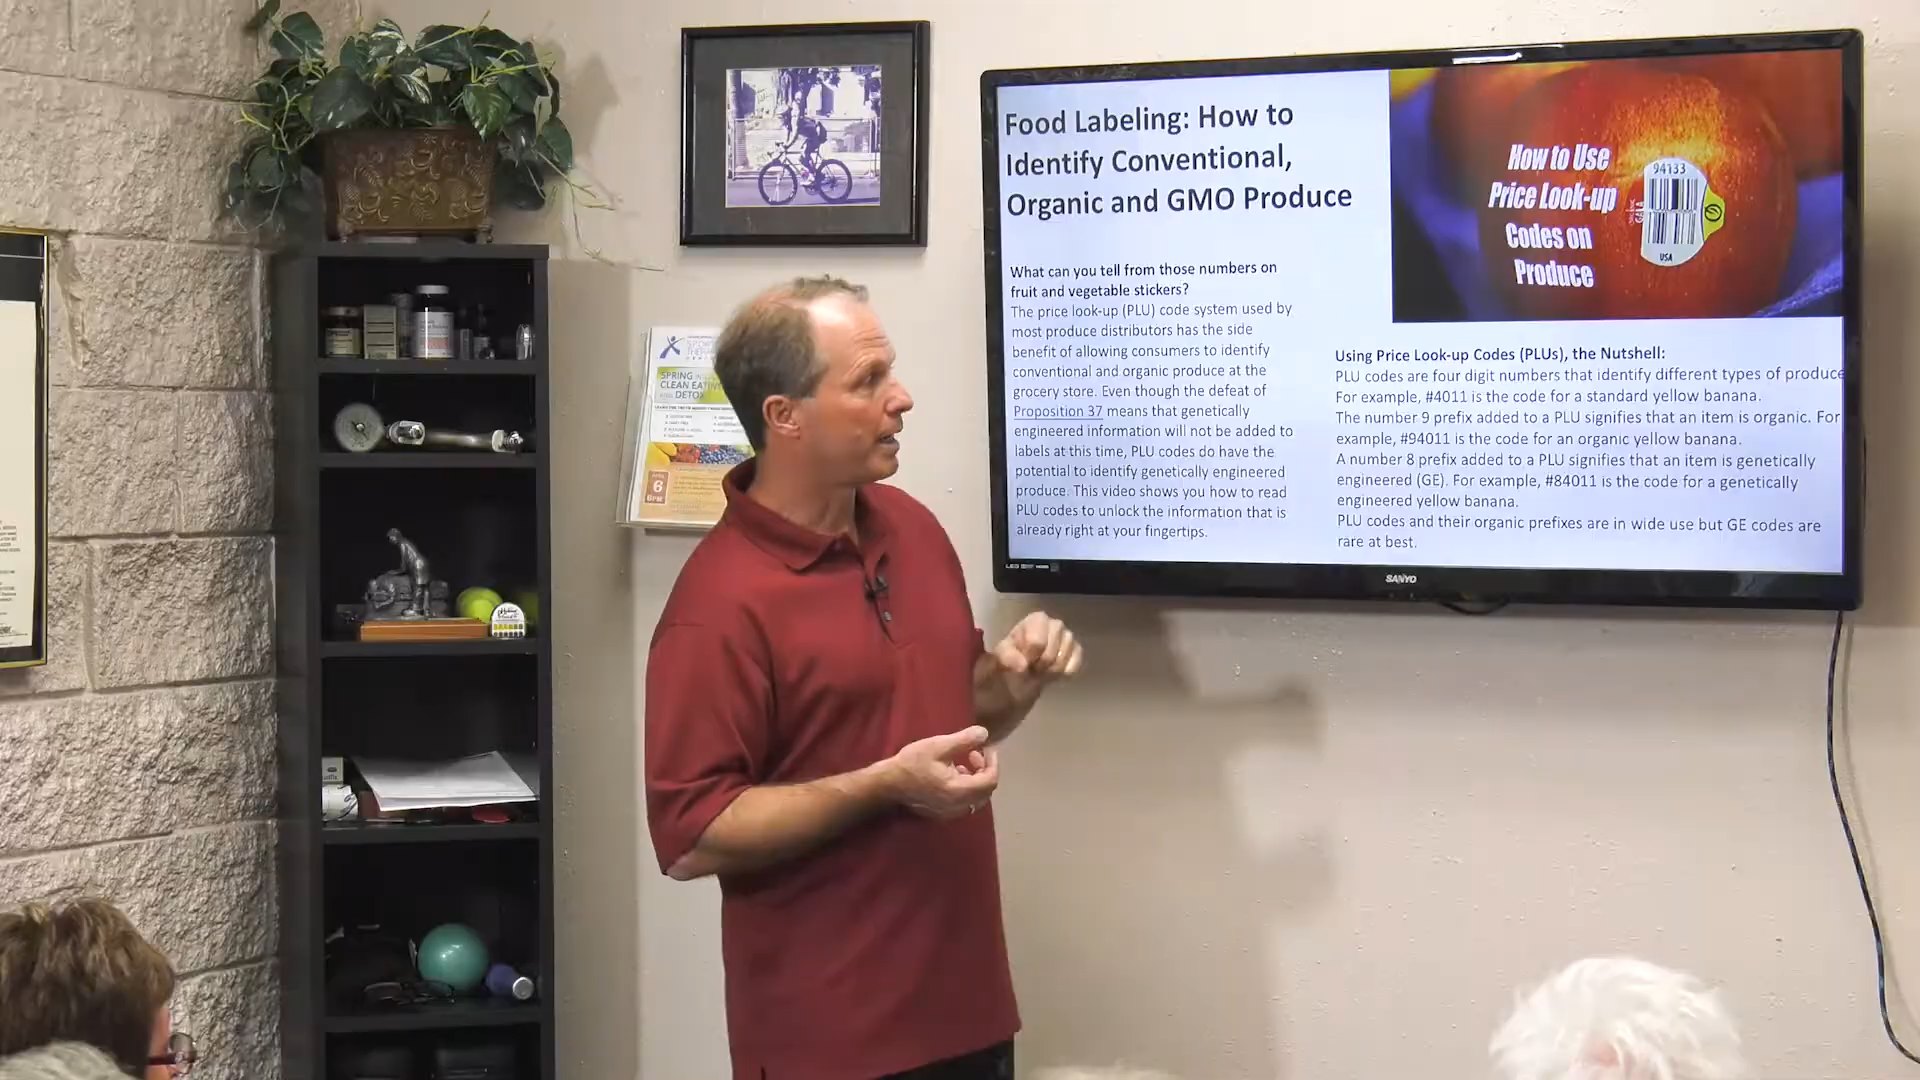 Food Labeling: How to
Identify Conventional,
Organic and GMO Produce
What can you tell from those numbers on
fruit and vegetable stickers?
The price look-up (PLU) code system used by
most produce distributors has the side
benefit of allowing consumers to identify
conventional and organic produce at the
grocery store. Even though the defeat of
Proposition 37 means that genetically
engineered information will not be added to
labels at this time, PLU codes do have the
potential to identify genetically engineered
produce. This video shows you how to read
PLU codes to unlock the information that is
already right at your fingertips.
How to Use
Price Look-up
Codes on
Produce
94133
USA
Using Price Look-up Codes (PLUs), the Nutshell:
PLU codes are four digit numbers that identify different types of produce
For example, #4011 is the code for a standard yellow banana.
The number 9 prefix added to a PLU signifies that an item is organic. For
example, #94011 is the code for an organic yellow banana.
A number 8 prefix added to a PLU signifies that an item is genetically
engineered (GE). For example, #84011 is the code for a genetically
engineered yellow banana.
PLU codes and their organic prefixes are in wide use but GE codes are
rare at best.
SANYO
SPRING
CLEAN EATIN
DETOX
6
6PM